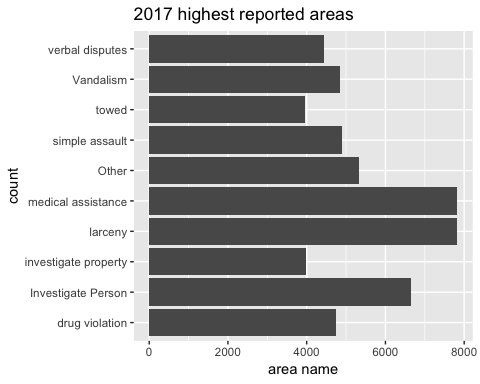 2017 highest reported areas
count
verbal disputes
Vandalism
towed
simple assault
Other
medical assistance
larceny
investigate property
Investigate Person
drug violation
0 2000 4000 6000 8000
area name